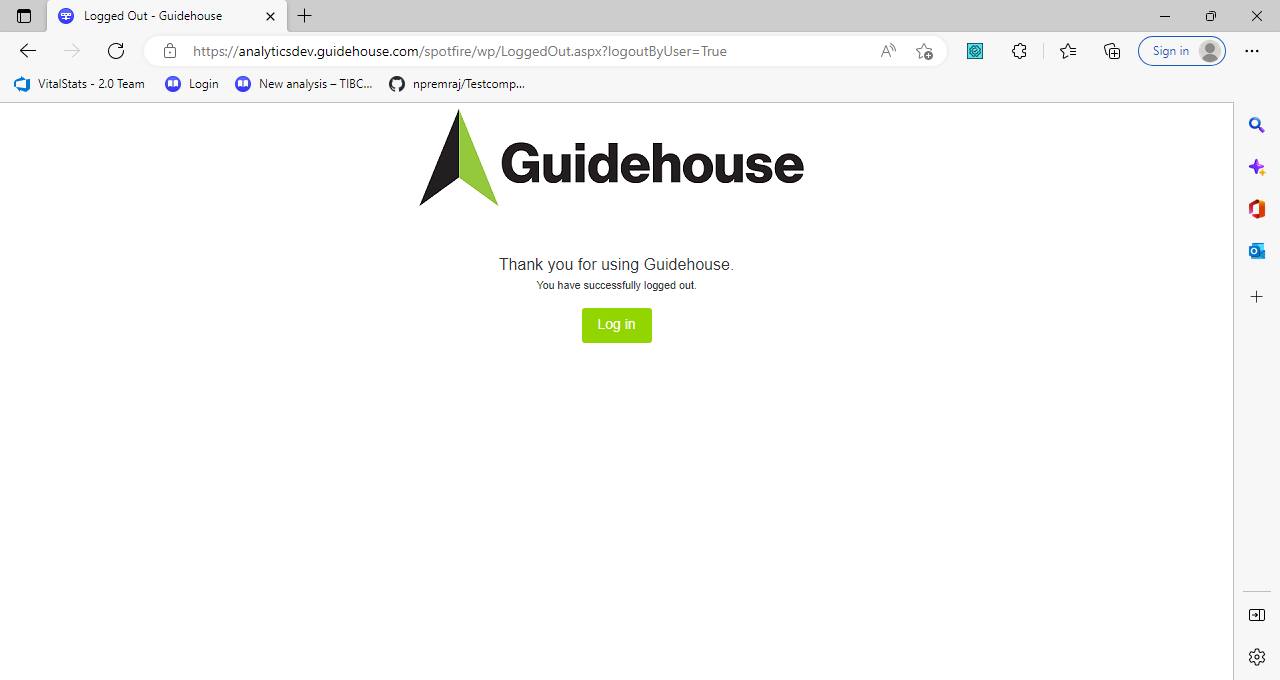 Logged Out - Guidehouse
https://analyticsdev.guidehouse.com/spotfire/wp/LoggedOut.aspx?logoutByUser=True
Sign in
VitalStats - 2.0 Team
Login
New analysis – TIBC...
npremraj/Testcomp...
Guidehouse
Thank you for using Guidehouse.
You have successfully logged out.
Log in